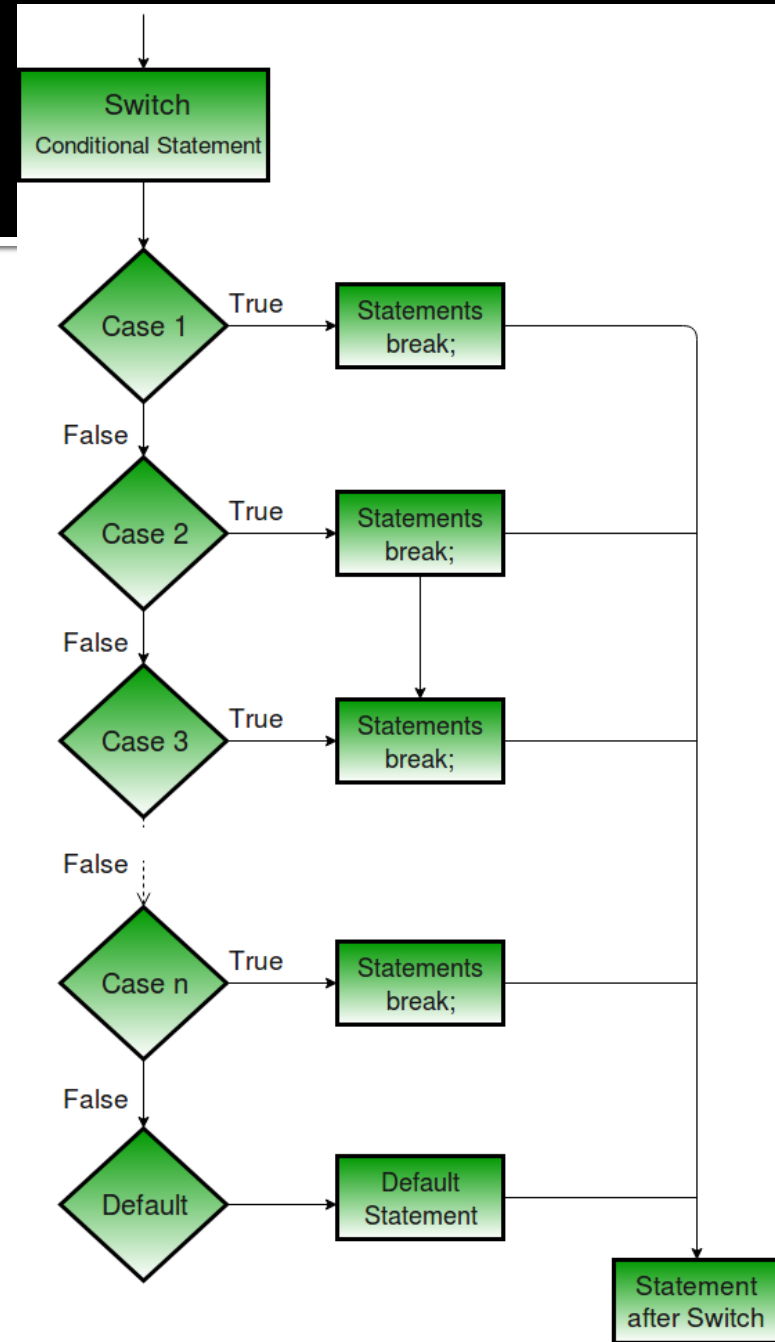 Switch
Conditional Statement
Case 1
True
Statements
break;
False
Case 2
True
Statements
break;
False
Case 3
True
Statements
break;
False
Case n
True
Statements
break;
False
Default
Default
Statement
Statement
after Switch